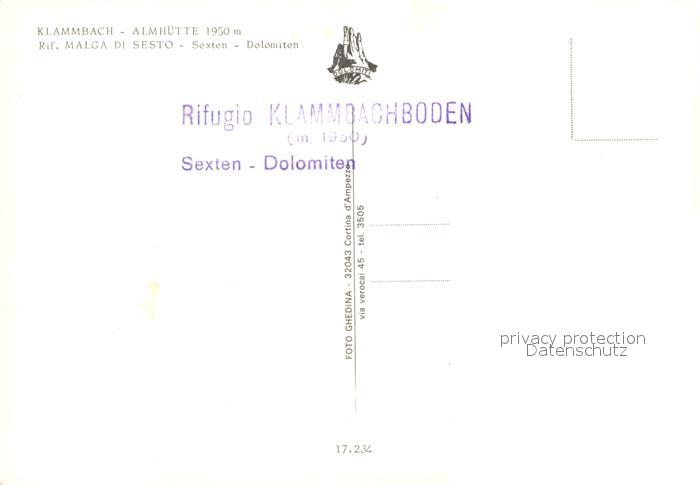 KLAMMBACH - ALMHÜTTE 1950 m
Rif. MALGA DI SESTO - Sexten - Dolomiten
DOLOMITI
Rifugio KLAMMBACHBODEN
(m. 1950)
Sexten - Dolomiten
FOTO GHEDINA - 32043 Cortina d'Ampezzo
via verocai 45 - tel. 3505
privacy protection
Datenschutz
17.234